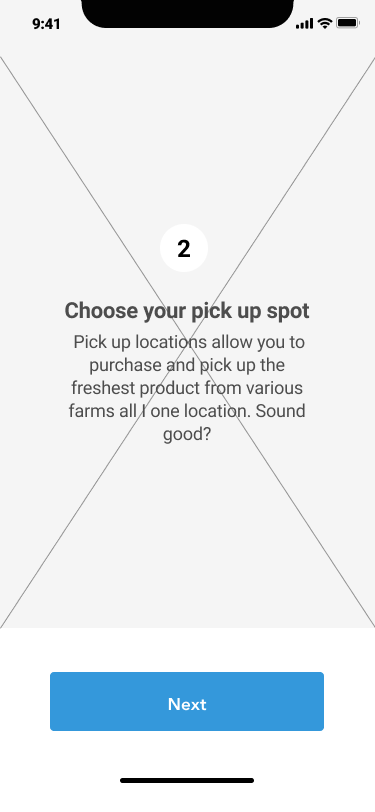 9:41
2
Choose your pick up spot
Pick up locations allow you to
purchase and pick up the
freshest product from various
farms all I one location. Sound
good?
Next